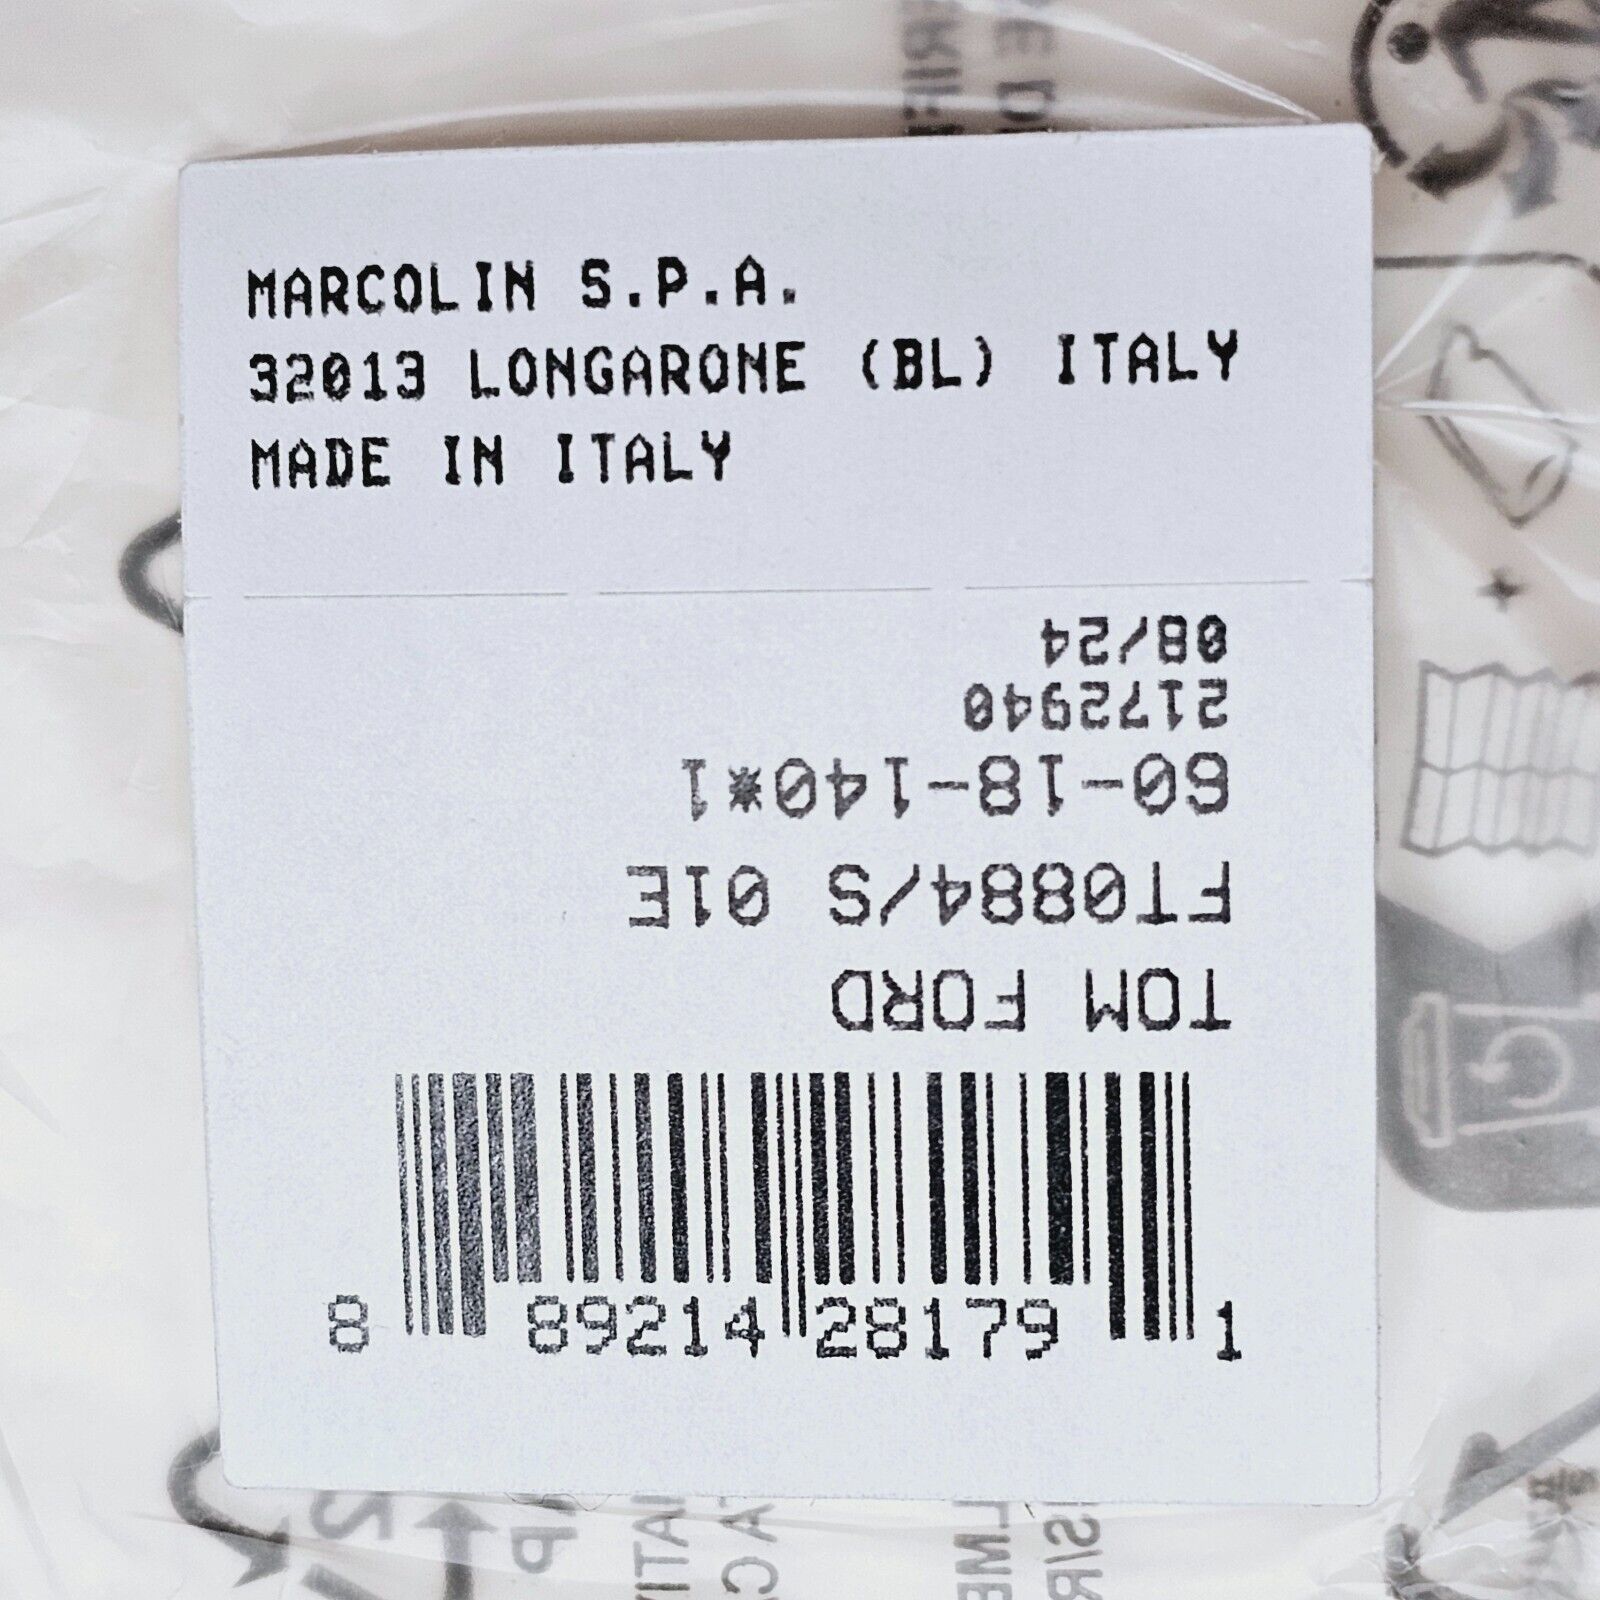 MARCOLIN S.P.A.
32013 LONGARONE (BL) ITALY
MADE IN ITALY
08/24
2172940
60-18-140*1
FT0884/S 01E
TOM FORD
8 89214 28179 1